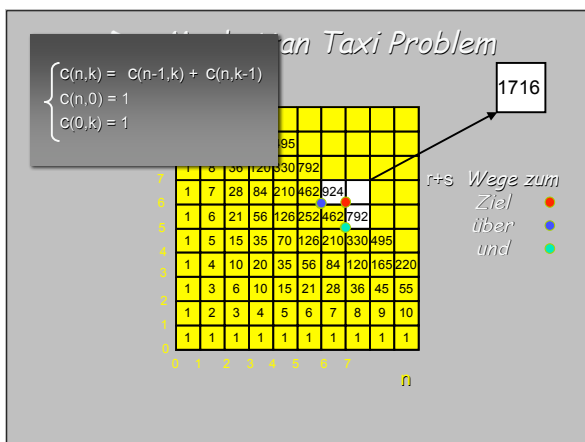 an Taxi Problem
C(n,k) = C(n-1,k) + C(n,k-1)
C(n,0) = 1
C(0,k) = 1
1716
495
1 8 36 120 330 792
7
1 7 28 84 210 462 924
r+s Wege zum
6
1 6 21 56 126 252 462 792
Ziel
5
über
1 5 15 35 70 126 210 330 495
und
4
1 4 10 20 35 56 84 120 165 220
3
1 3 6 10 15 21 28 36 45 55
2
1 2 3 4 5 6 7 8 9 10
1
1 1 1 1 1 1 1 1 1 1
0
0 1 2 3 4 5 6 7
n